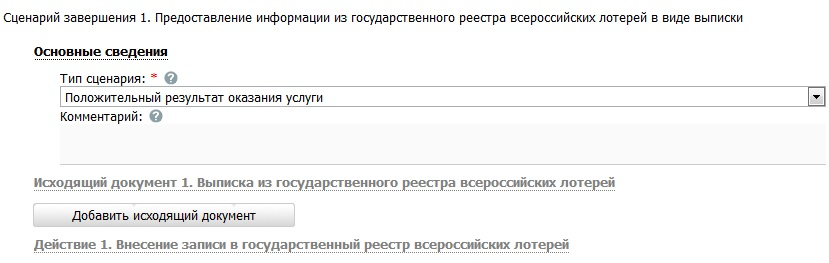 Сценарий завершения 1. Предоставление информации из государственного реестра всероссийских лотерей в виде выписки
Основные сведения
Тип сценария: * ?
Положительный результат оказания услуги
Комментарий: ?
Исходящий документ 1. Выписка из государственного реестра всероссийских лотерей
Добавить исходящий документ
Действие 1. Внесение записи в государственный реестр всероссийских лотерей